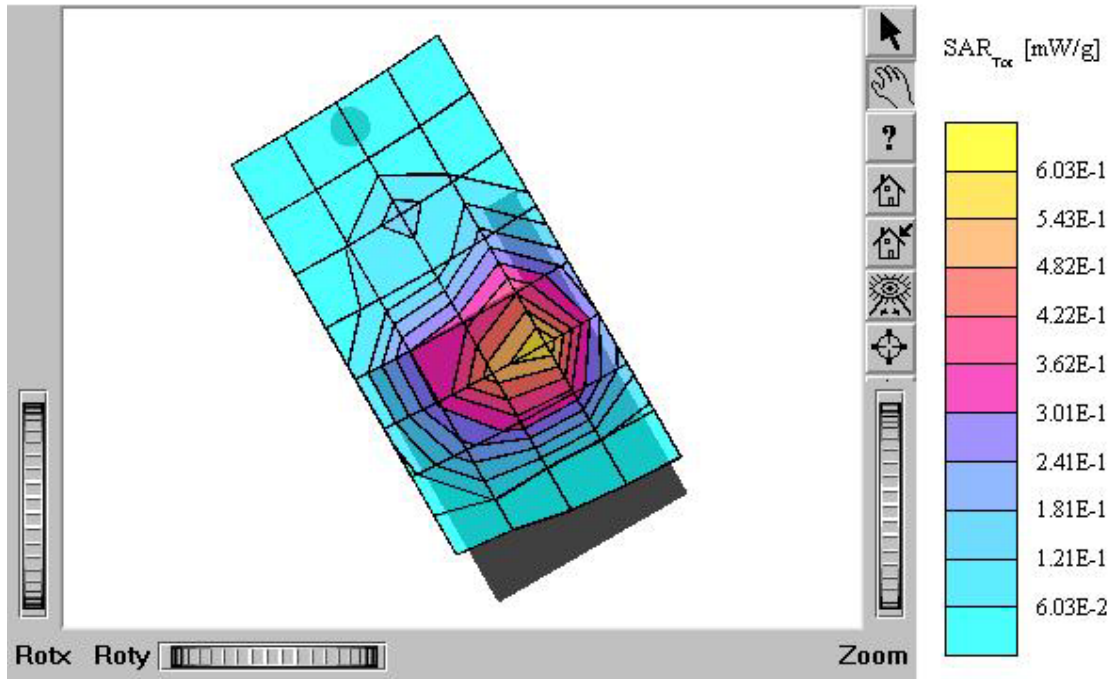 SAR_Tot [mW/g]
?
6.03E-1
5.43E-1
4.82E-1
4.22E-1
3.62E-1
3.01E-1
2.41E-1
1.81E-1
1.21E-1
6.03E-2
Rotx Roty Zoom